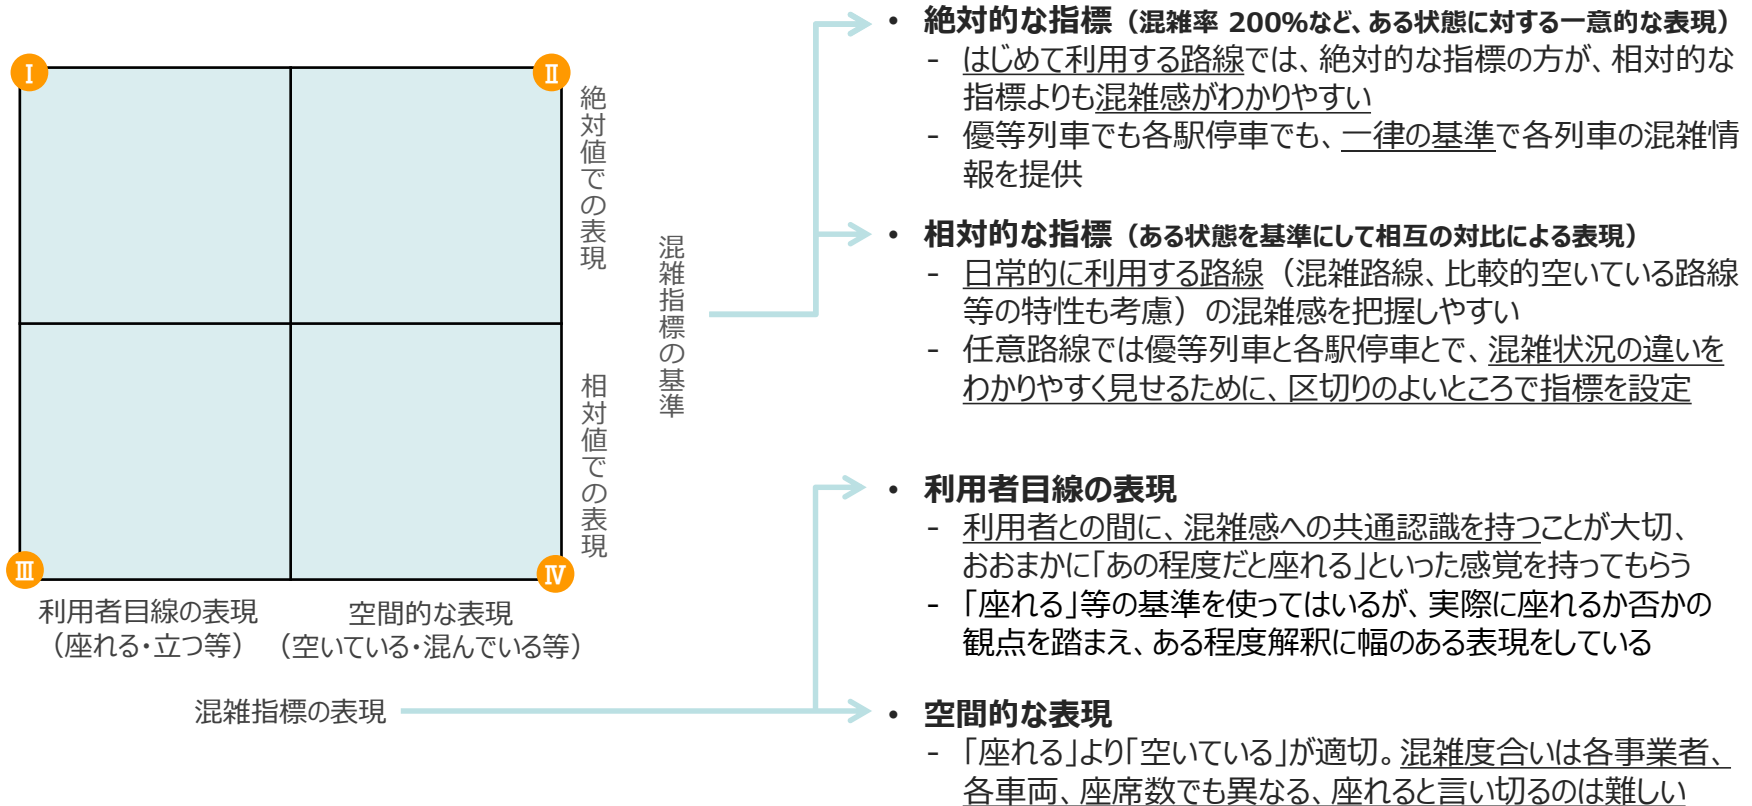 Ⅰ
Ⅱ
Ⅲ
Ⅳ
絶対値での表現
相対値での表現
混雑指標の基準
利用者目線の表現
（座れる・立つ等）
空間的な表現
（空いている・混んでいる等）
混雑指標の表現
• 絶対的な指標（混雑率 200%など、ある状態に対する一意的な表現）
- はじめて利用する路線では、絶対的な指標の方が、相対的な
指標よりも混雑感がわかりやすい
- 優等列車でも各駅停車でも、一律の基準で各列車の混雑情
報を提供
• 相対的な指標（ある状態を基準にして相互の対比による表現）
- 日常的に利用する路線（混雑路線、比較的空いている路線
等の特性も考慮）の混雑感を把握しやすい
- 任意路線では優等列車と各駅停車とで、混雑状況の違いを
わかりやすく見せるために、区切りのよいところで指標を設定
• 利用者目線の表現
- 利用者との間に、混雑感への共通認識を持つことが大切、
おおまかに「あの程度だと座れる」といった感覚を持ってもらう
- 「座れる」等の基準を使ってはいるが、実際に座れるか否かの
観点を踏まえ、ある程度解釈に幅のある表現をしている
• 空間的な表現
- 「座れる」より「空いている」が適切。混雑度合いは各事業者、
各車両、座席数でも異なる、座れると言い切るのは難しい